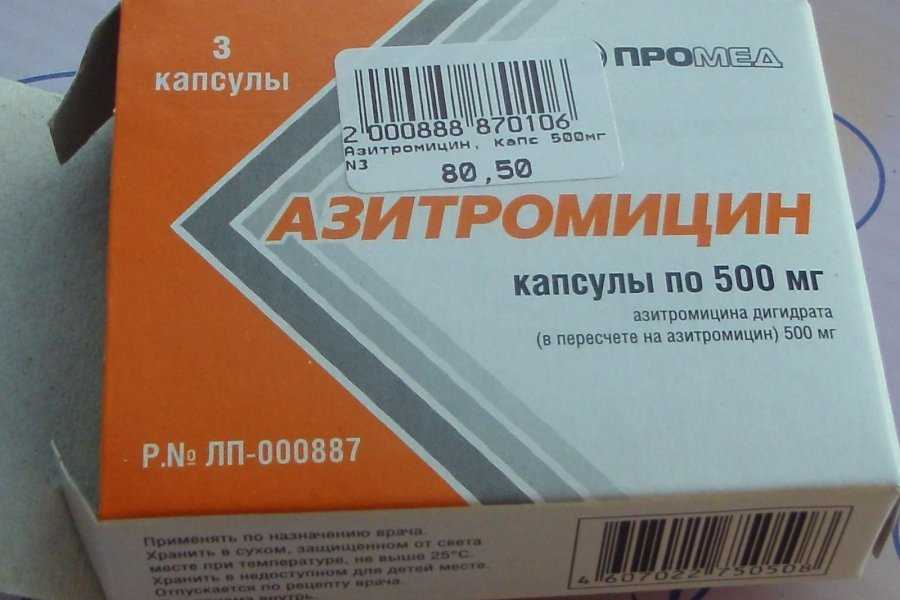 3
капсулы
ПРОМЕД
2 000888 870106
Азитромицин, капс 500мг
N3
80,50
АЗИТРОМИЦИН
капсулы по 500 мг
азитромицина дигидрата
(в пересчете на азитромицин) 500 мг
Р.№ ЛП-000887
Применять по назначению врача.
Хранить в сухом, защищенном от света
месте при температуре, не выше 25°С.
Хранить в недоступном для детей месте.
Отпускается по рецепту врача.
внутрь.
4 607022 750508